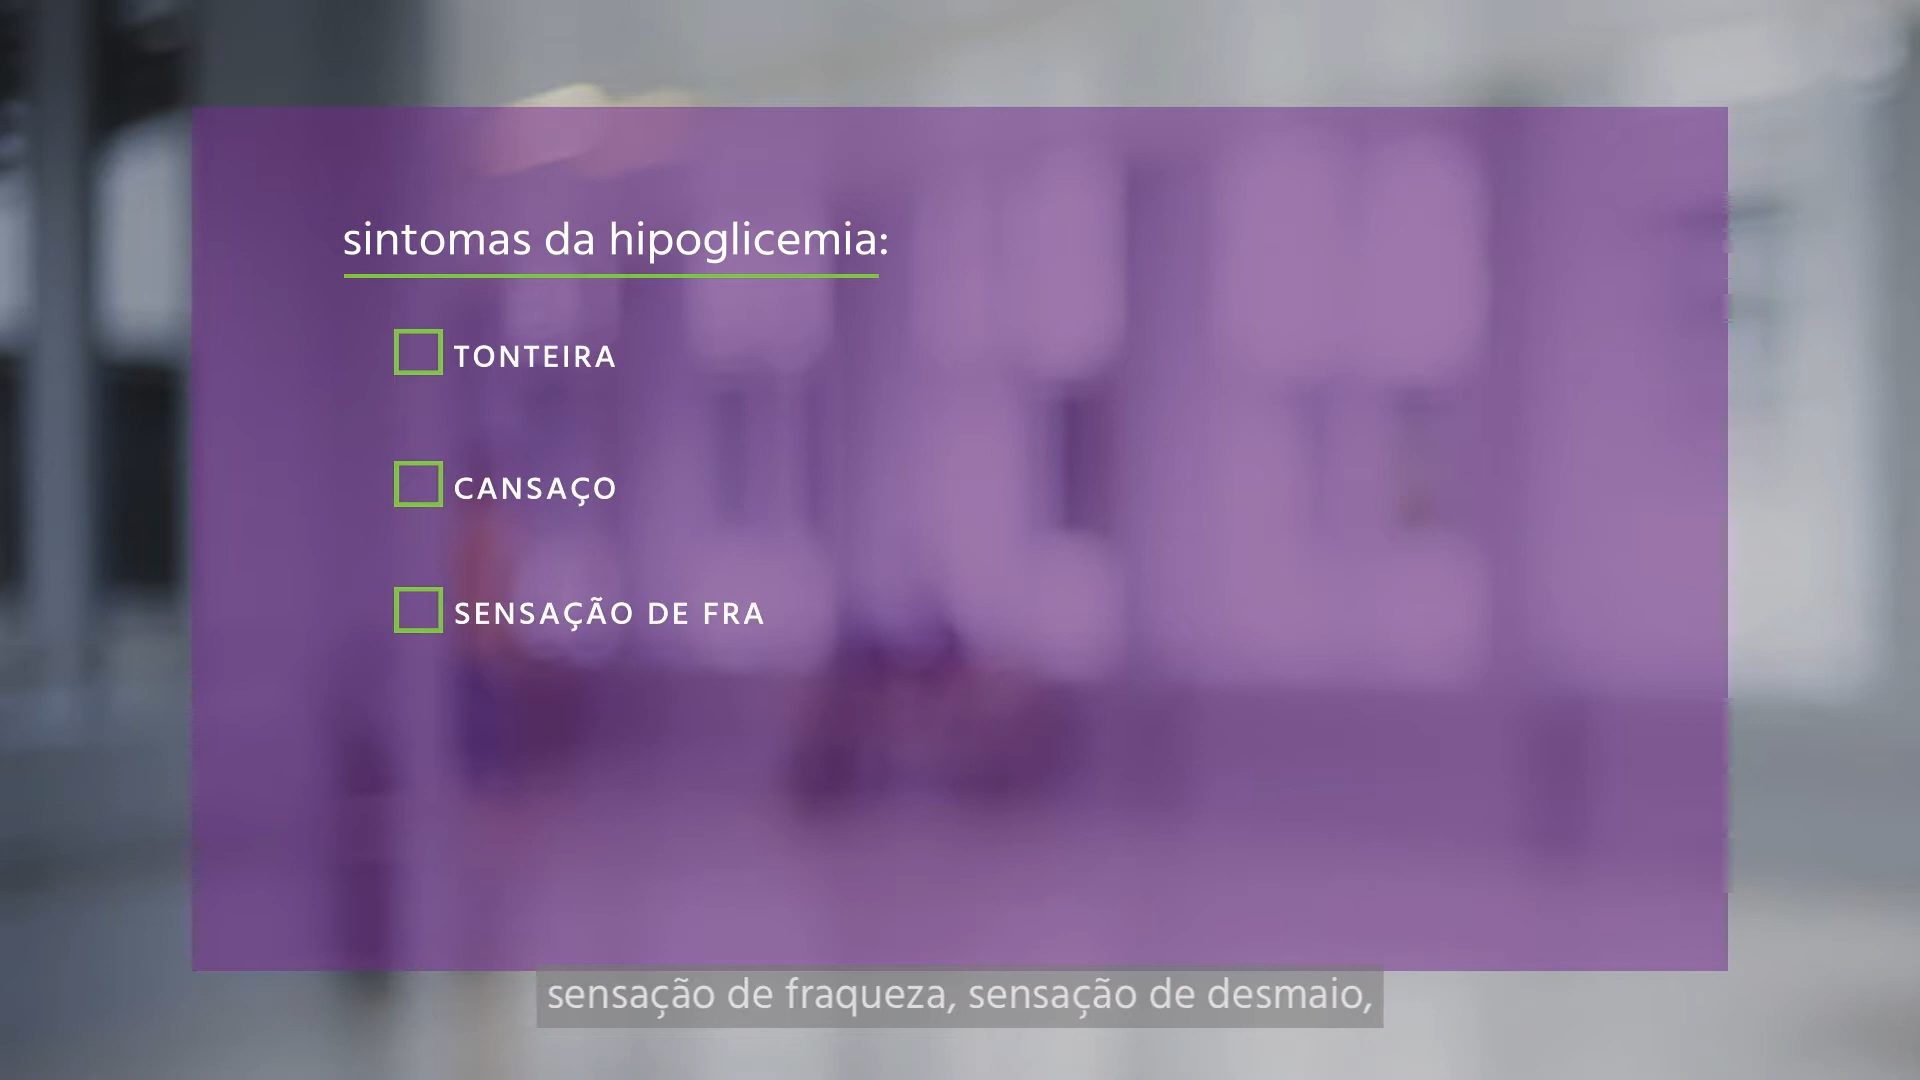 sintomas da hipoglicemia:
TONTEIRA
CANSAÇO
SENSAÇÃO DE FRA
sensação de fraqueza, sensação de desmaio,